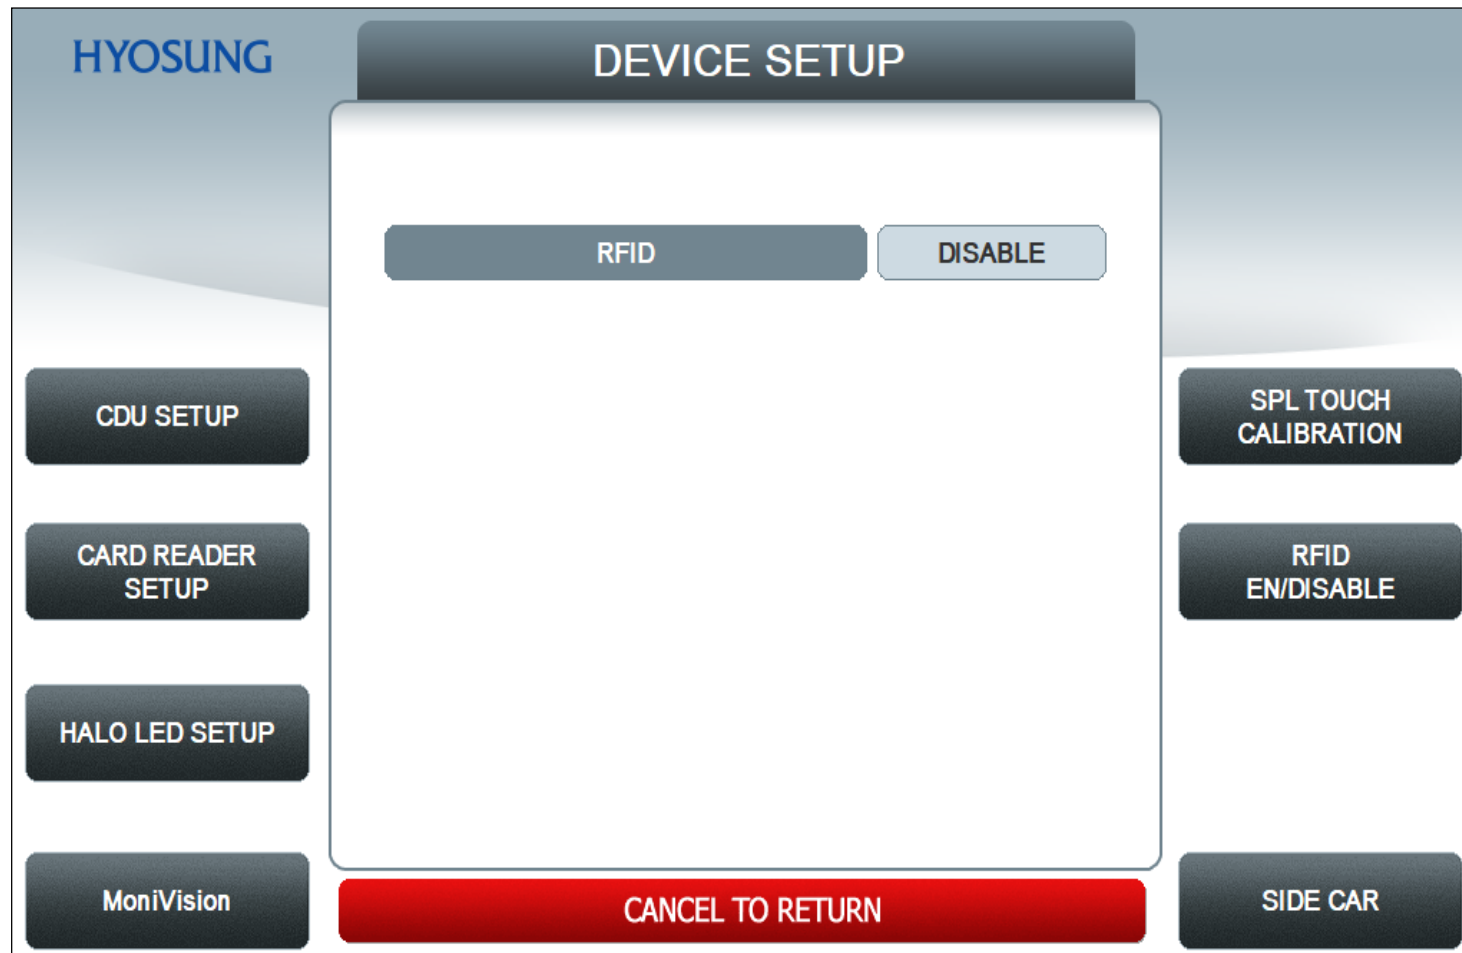 HYOSUNG
DEVICE SETUP
RFID
DISABLE
CDU SETUP
SPL TOUCH
CALIBRATION
CARD READER
SETUP
RFID
EN/DISABLE
HALO LED SETUP
MoniVision
CANCEL TO RETURN
SIDE CAR